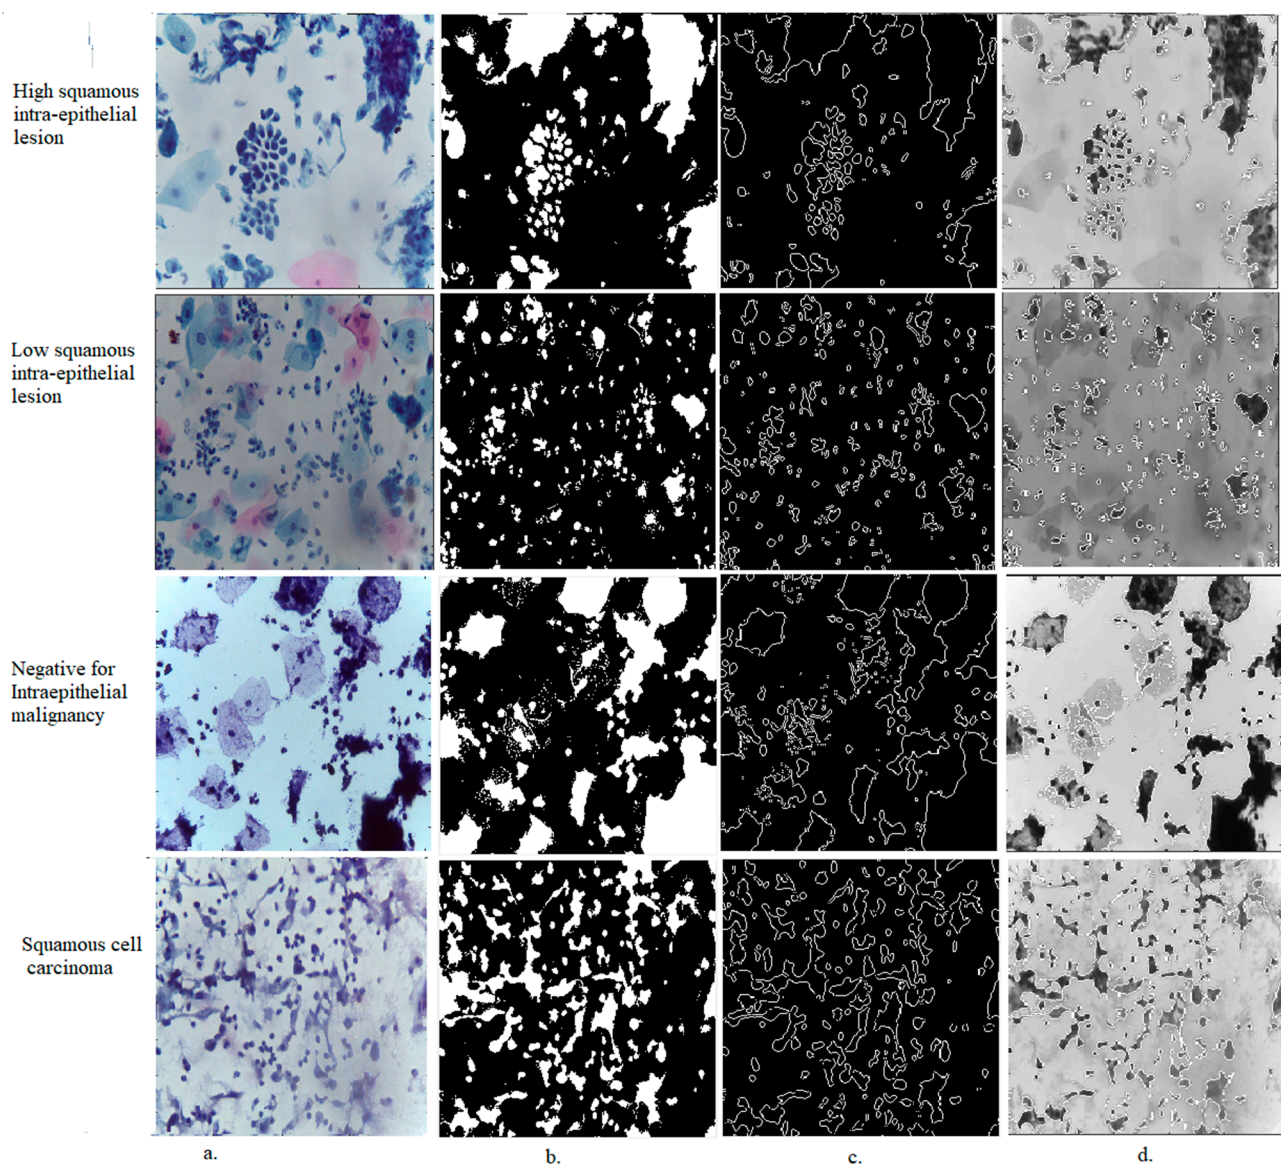 High squamous
intra-epithelial
lesion
Low squamous
intra-epithelial
lesion
Negative for
Intraepithelial
malignancy
Squamous cell
carcinoma
a.
b.
c.
d.